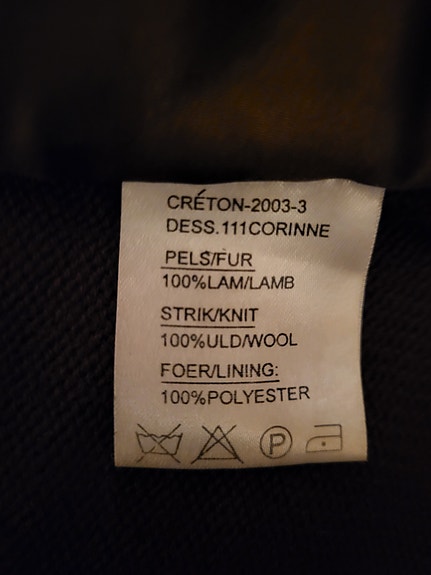 CRÉTON-2003-3
DESS.111CORINNE
PELS/FUR
100%LAM/LAMB
STRIK/KNIT
100%ULD/WOOL
FOER/LINING:
100%POLYESTER
P